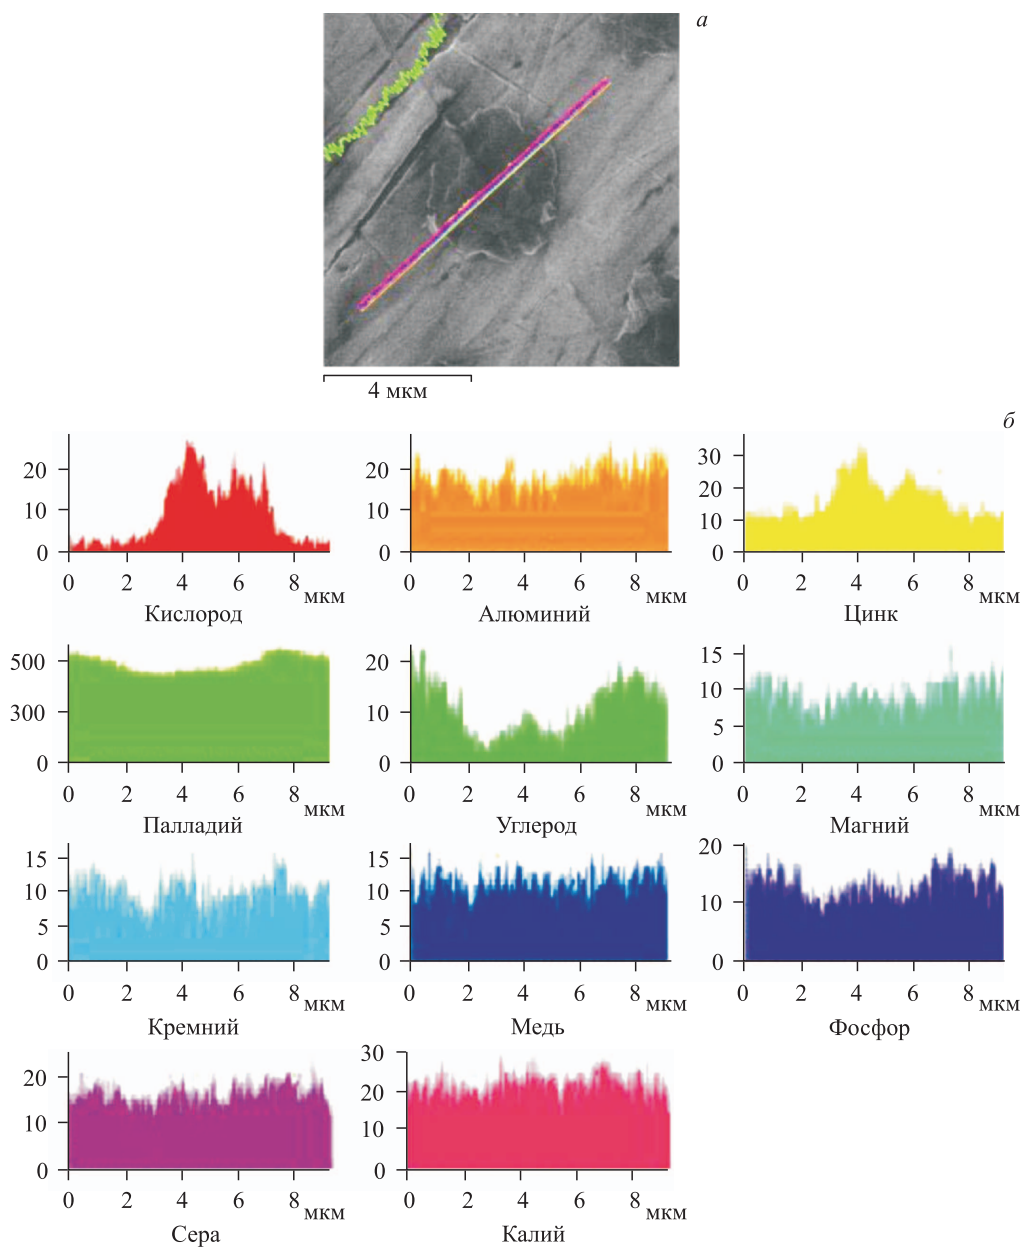 а
4 мкм
б
20
10
0
0 2 4 6 8 мкм
Кислород
20
10
0
0 2 4 6 8 мкм
Алюминий
30
20
10
0
0 2 4 6 8 мкм
Цинк
500
300
0
0 2 4 6 8 мкм
Палладий
20
10
0
0 2 4 6 8 мкм
Углерод
15
10
5
0
0 2 4 6 8 мкм
Магний
15
10
5
0
0 2 4 6 8 мкм
Кремний
15
10
5
0
0 2 4 6 8 мкм
Медь
20
10
0
0 2 4 6 8 мкм
Фосфор
20
10
0
0 2 4 6 8 мкм
Сера
30
20
10
0
0 2 4 6 8 мкм
Калий